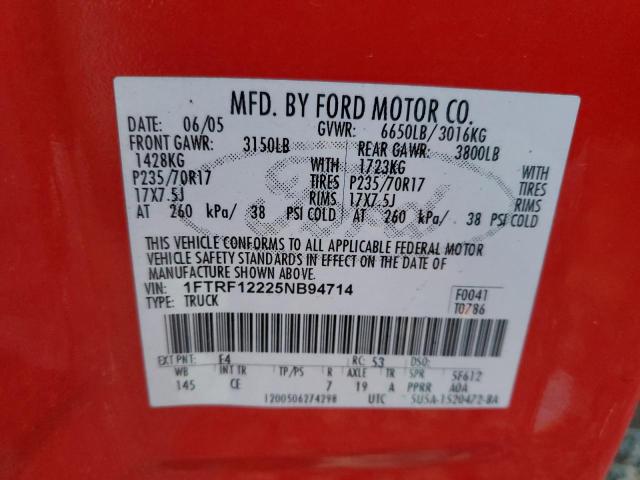 MFD. BY FORD MOTOR CO.
DATE: 06/05 GVWR: 6650LB/3016KG
FRONT GAWR: 3150LB REAR GAWR: 3800LB
1428KG WITH 1723KG WITH
P235/70R17 TIRES P235/70R17 TIRES
17X7.5J RIMS 17X7.5J RIMS
AT 260 kPa/ 38 PSI COLD AT 260 kPa/ 38 PSI COLD
Ford
THIS VEHICLE CONFORMS TO ALL APPLICABLE FEDERAL MOTOR
VEHICLE SAFETY STANDARDS IN EFFECT ON THE DATE OF
MANUFACTURE SHOWN ABOVE.
VIN: 1FTRF12225NB94714 F0041
TYPE: TRUCK T0786
EXT PNT: E4 RC: 53 DSO:
WB INT TR TP/PS R AXLE TR SPR 5F612
145 CE 7 19 A PPRR AOA
1200506274298 UTC 5U5A-1520472-BA